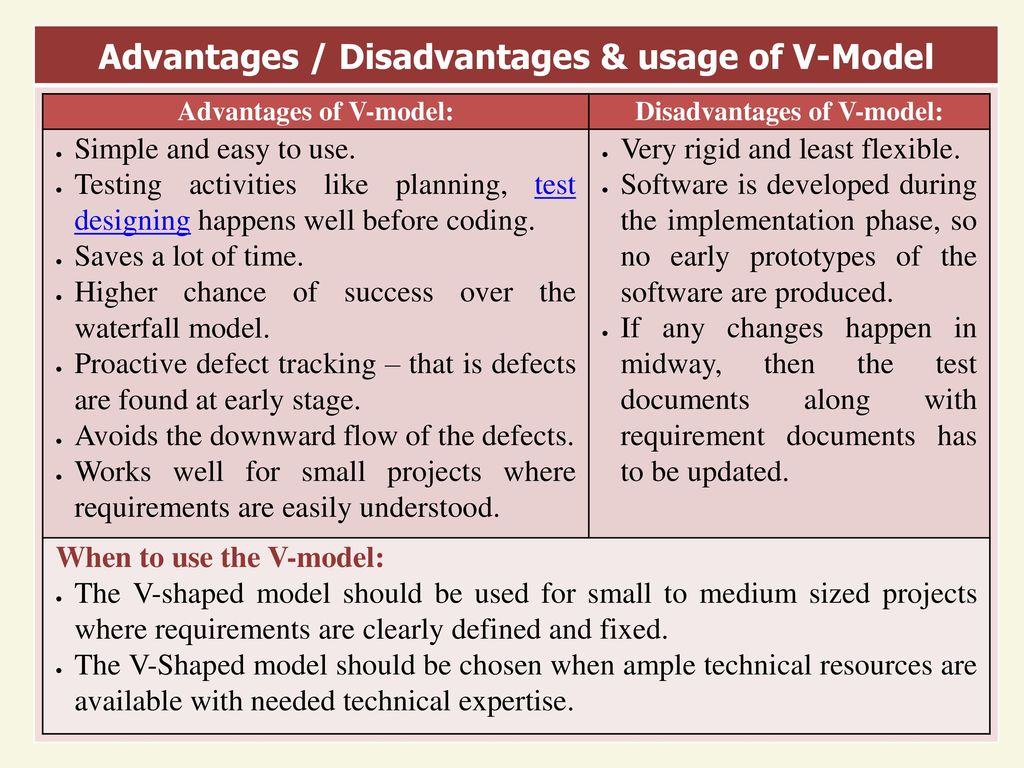 Advantages / Disadvantages & usage of V-Model
Advantages of V-model:
• Simple and easy to use.
• Testing activities like planning, test
designing happens well before coding.
• Saves a lot of time.
• Higher chance of success over the
waterfall model.
• Proactive defect tracking – that is defects
are found at early stage.
• Avoids the downward flow of the defects.
• Works well for small projects where
requirements are easily understood.
Disadvantages of V-model:
• Very rigid and least flexible.
• Software is developed during
the implementation phase, so
no early prototypes of the
software are produced.
• If any changes happen in
midway, then the test
documents along with
requirement documents has
to be updated.
When to use the V-model:
• The V-shaped model should be used for small to medium sized projects
where requirements are clearly defined and fixed.
• The V-Shaped model should be chosen when ample technical resources are
available with needed technical expertise.